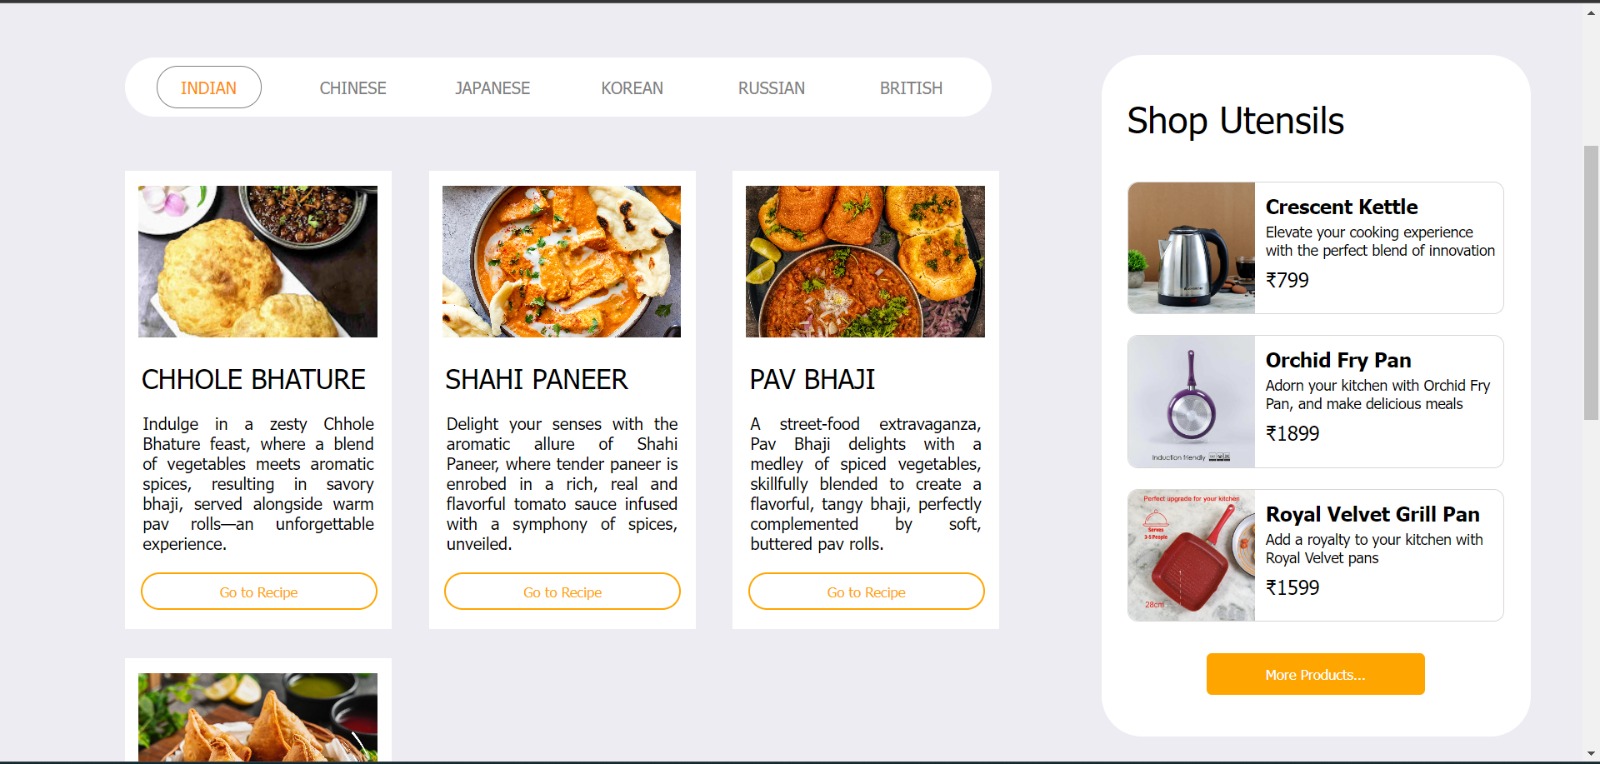 INDIAN CHINESE JAPANESE KOREAN RUSSIAN BRITISH
CHHOLE BHATURE
Indulge in a zesty Chhole
Bhature feast, where a blend
of vegetables meets aromatic
spices, resulting in savory
bhaji, served alongside warm
pav rolls—an unforgettable
experience.
Go to Recipe
SHAHI PANEER
Delight your senses with the
aromatic allure of Shahi
Paneer, where tender paneer is
enrobed in a rich, real and
flavorful tomato sauce infused
with a symphony of spices,
unveiled.
Go to Recipe
PAV BHAJI
A street-food extravaganza,
Pav Bhaji delights with a
medley of spiced vegetables,
skillfully blended to create a
flavorful, tangy bhaji, perfectly
complemented by soft,
buttered pav rolls.
Go to Recipe
Shop Utensils
Crescent Kettle
Elevate your cooking experience
with the perfect blend of innovation
₹799
Orchid Fry Pan
Adorn your kitchen with Orchid Fry
Pan, and make delicious meals
₹1899
Induction friendly
Royal Velvet Grill Pan
Add a royalty to your kitchen with
Royal Velvet pans
₹1599
Perfect upgrade for your kitchen
Serves
3-5 People
28cm
More Products...